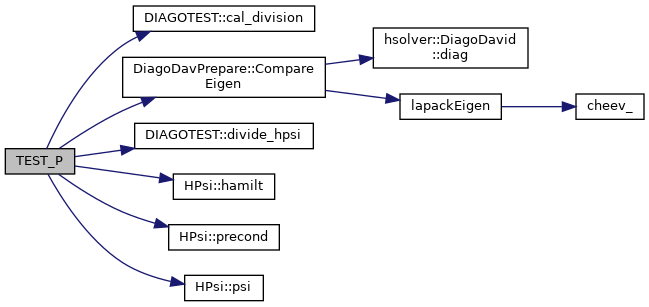 DIAGOTEST::cal_division
hsolver::DiagoDavid
::diag
DiagoDavPrepare::Compare
Eigen
lapackEigen
cheev_
DIAGOTEST::divide_hpsi
TEST_P
HPsi::hamilt
HPsi::precond
HPsi::psi